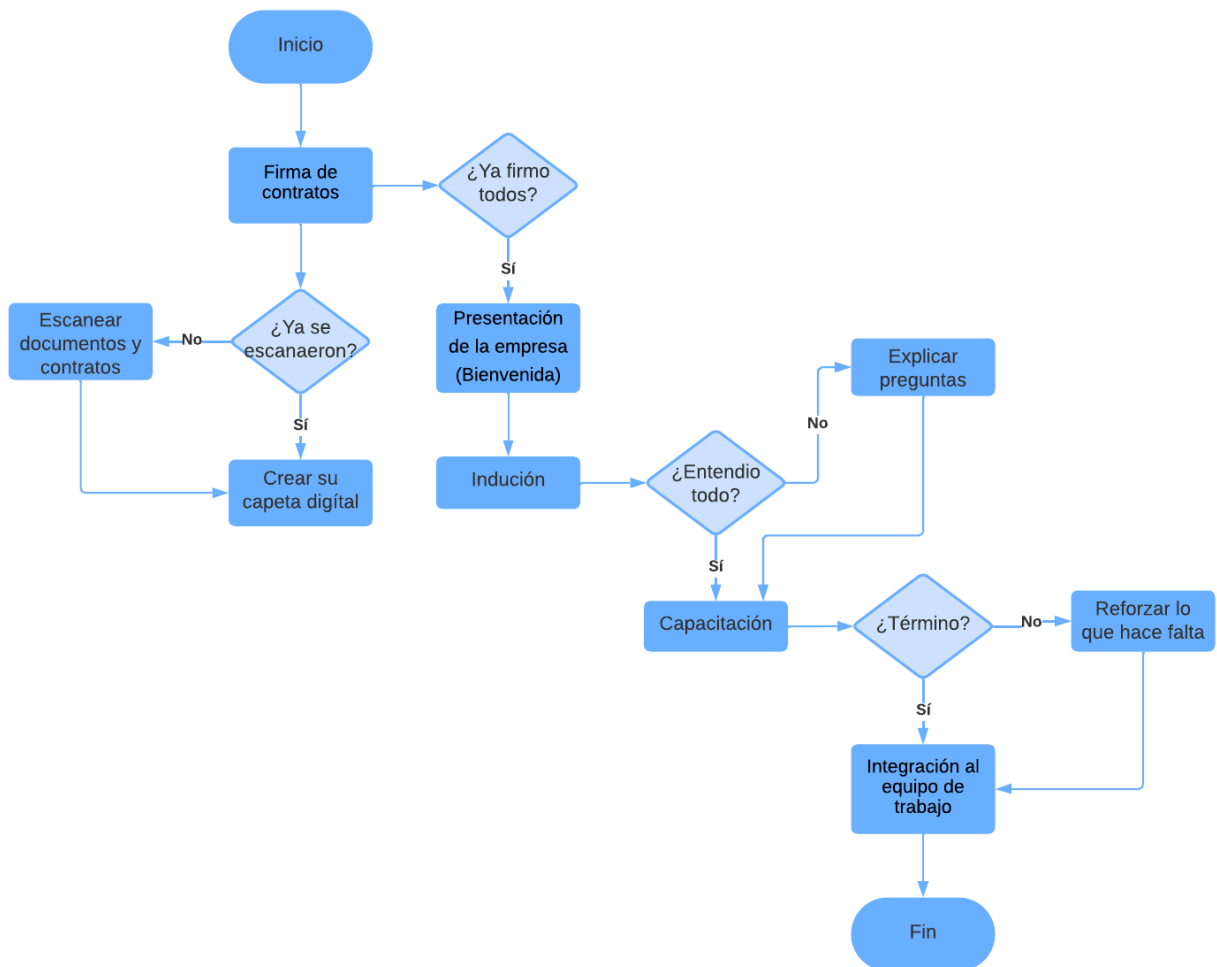 Inicio
Firma de
contratos
¿Ya firmo
todos?
Sí
Escanear
documentos y
contratos
No
¿Ya se
escanaeron?
Sí
Crear su
capeta digítal
Presentación
de la empresa
(Bienvenida)
Indución
¿Entendio
todo?
No
Explicar
preguntas
Sí
Capacitación
¿Término?
No
Reforzar lo
que hace falta
Sí
Integración al
equipo de
trabajo
Fin